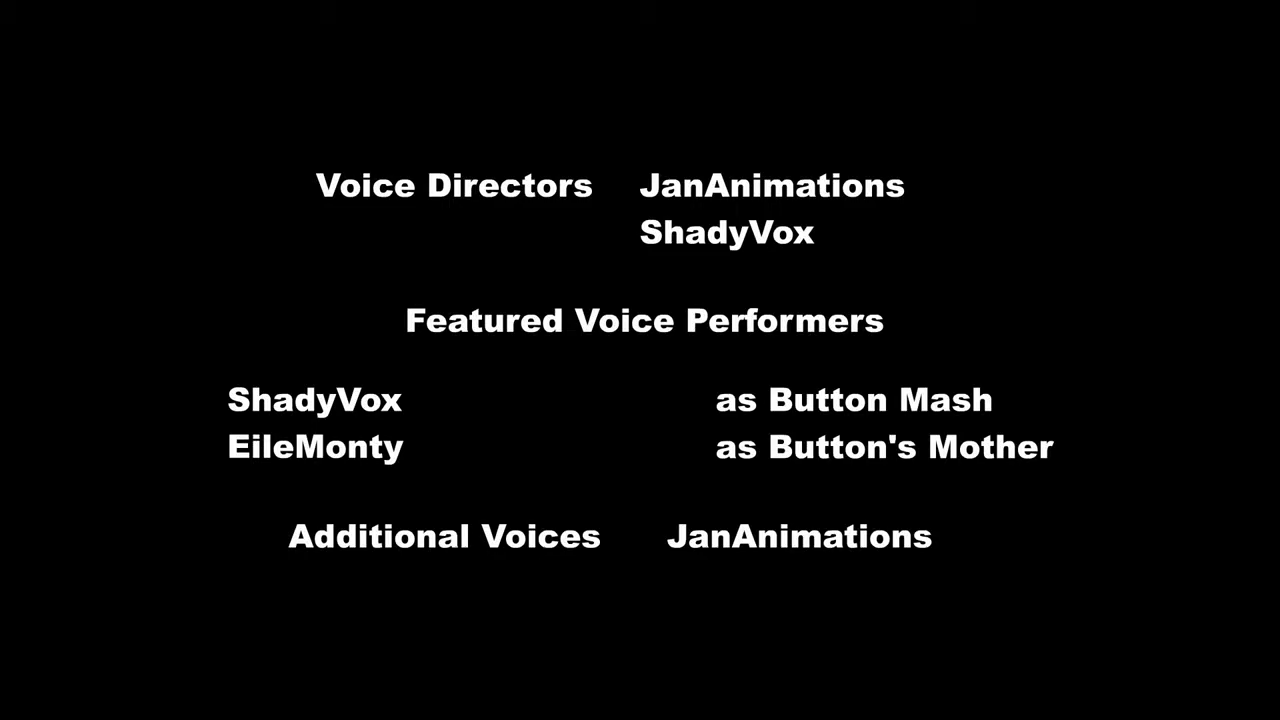 Voice Directors JanAnimations
ShadyVox
Featured Voice Performers
ShadyVox as Button Mash
EileMonty as Button's Mother
Additional Voices JanAnimations